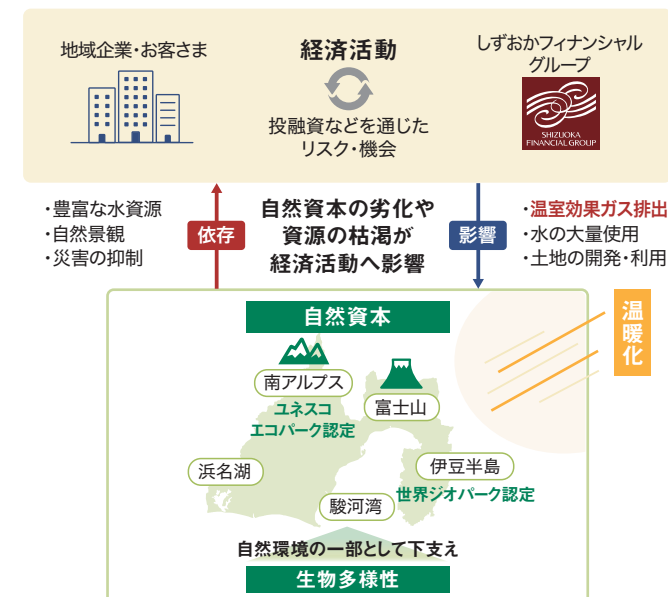 地域企業・お客さま
経済活動
投融資などを通じた
リスク・機会
しずおかフィナンシャル
グループ
SHIZUOKA
FINANCIAL GROUP
・豊富な水資源
・自然景観
・災害の抑制
依存
自然資本の劣化や
資源の枯渇が
経済活動へ影響
影響
・温室効果ガス排出
・水の大量使用
・土地の開発・利用
自然資本
温暖化
南アルプス
ユネスコ
エコパーク認定
富士山
浜名湖
伊豆半島
世界ジオパーク認定
駿河湾
自然環境の一部として下支え
生物多様性